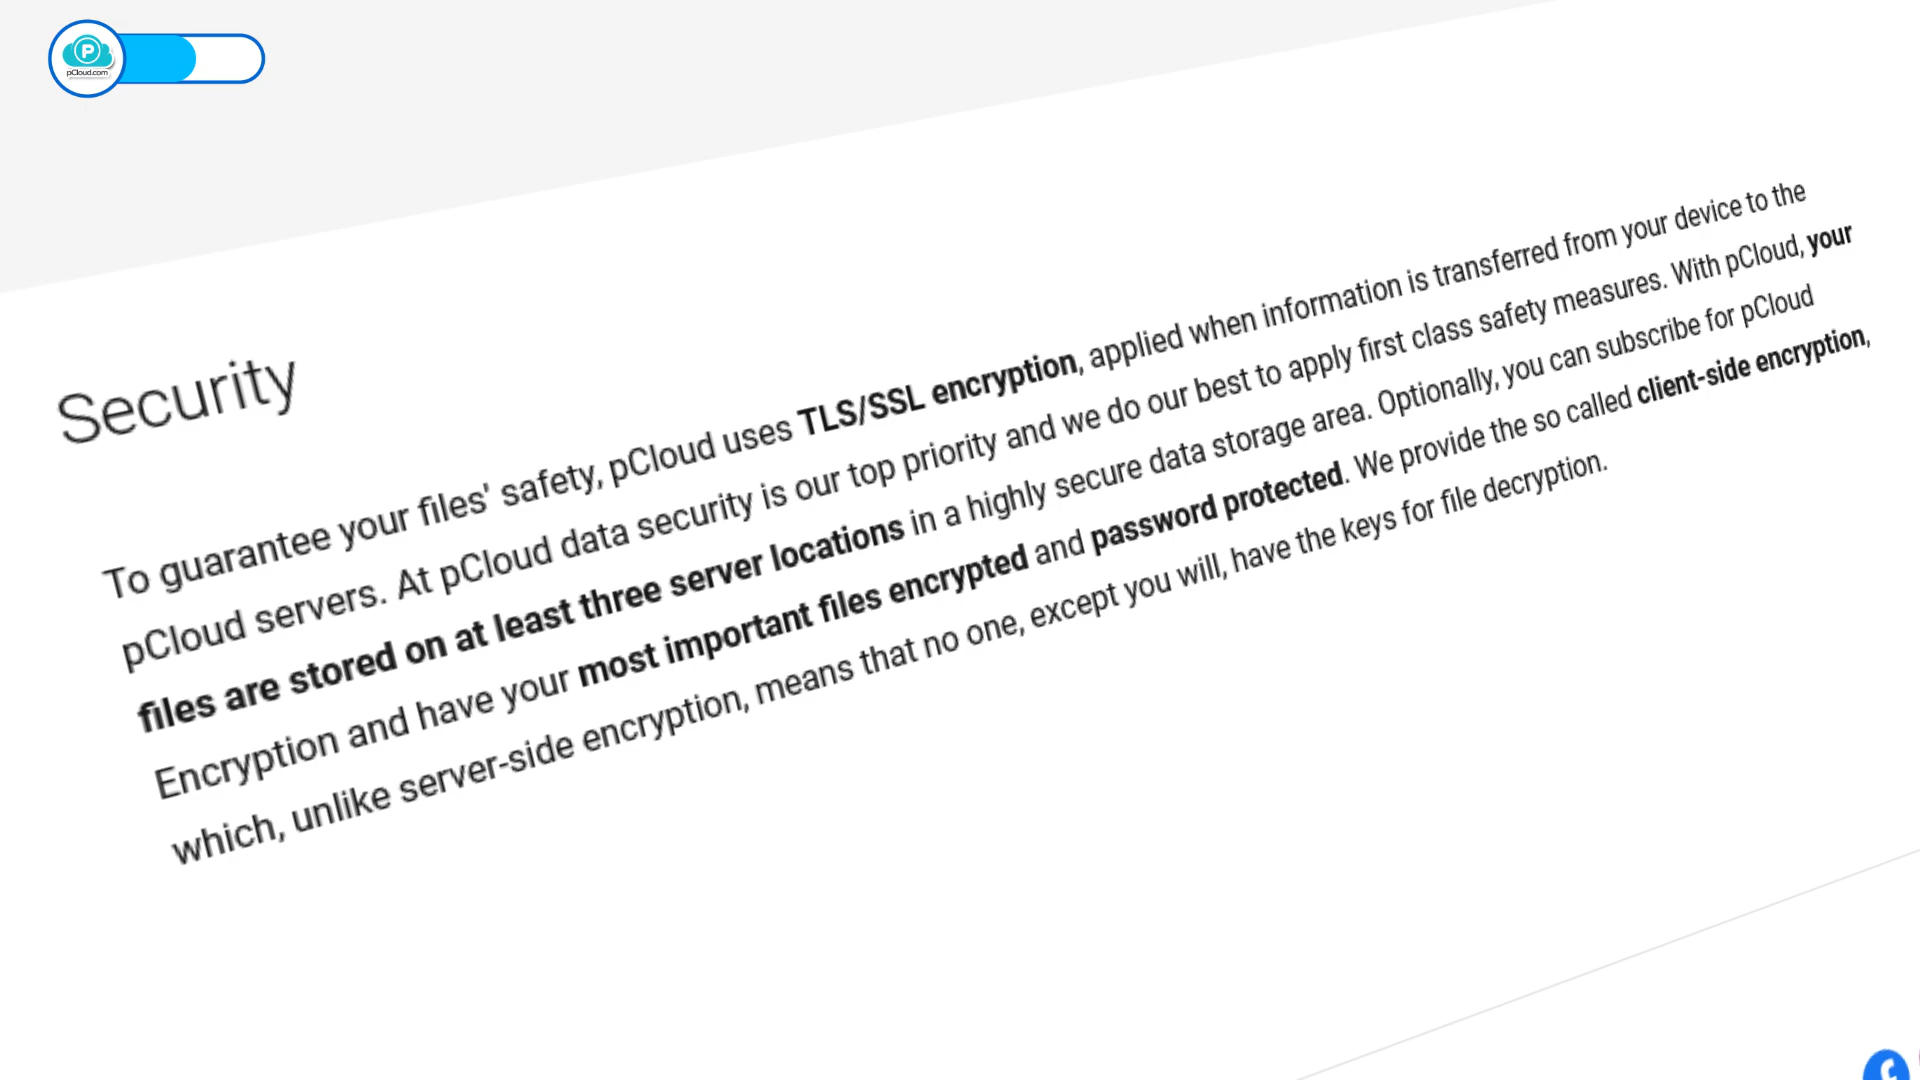 P
pCloud.com
Security
To guarantee your files' safety, pCloud uses TLS/SSL encryption, applied when information is transferred from your device to the
pCloud servers. At pCloud data security is our top priority and we do our best to apply first class safety measures. With pCloud, your
files are stored on at least three server locations in a highly secure data storage area. Optionally, you can subscribe for pCloud
Encryption and have your most important files encrypted and password protected. We provide the so called client-side encryption,
which, unlike server-side encryption, means that no one, except you will, have the keys for file decryption.